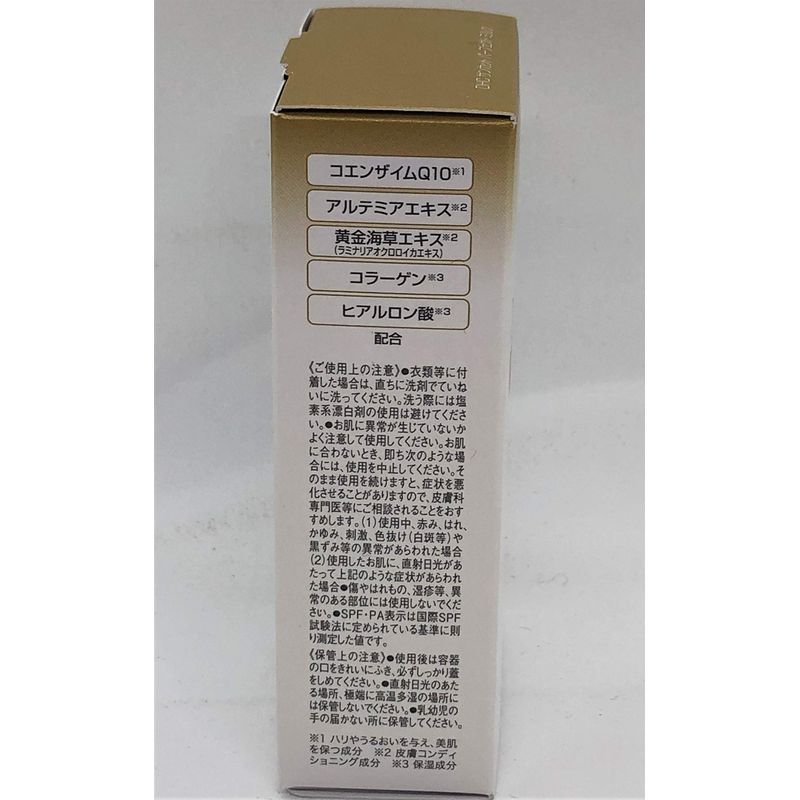 コエンザイムQ10※1
アルテミアエキス※2
黄金海草エキス※2
(ラミナリアオクロロイカエキス)
コラーゲン※3
ヒアルロン酸※3
配合
《ご使用上の注意》●衣類等に付
着した場合は、直ちに洗剤でていね
いに洗ってください。洗う際には塩
素系漂白剤の使用は避けてくださ
い。●お肌に異常が生じていないか
よく注意して使用してください。お肌
に合わないとき、即ち次のような場
合には、使用を中止してください。そ
のまま使用を続けますと、症状を悪
化させることがありますので、皮膚科
専門医等にご相談されることをおす
すめします。(1)使用中、赤み、はれ、
かゆみ、刺激、色抜け(白斑等)や
黒ずみ等の異常があらわれた場合
(2)使用したお肌に、直射日光があ
たって上記のような症状があらわれ
た場合●傷やはれもの、湿疹等、異
常のある部位には使用しないでくだ
さい。●SPF・PA表示は国際SPF
試験法に定められている基準に則
り測定した値です。
《保管上の注意》●使用後は容器
の口をきれいにふき、必ずしっかり蓋
をしめてください。●直射日光のあた
る場所、極端に高温多湿の場所に
は保管しないでください。●乳幼児の
手の届かない所に保管してください。
※1 ハリやうるおいを与え、美肌
を保つ成分 ※2 皮膚コンディ
ショニング成分 ※3 保湿成分